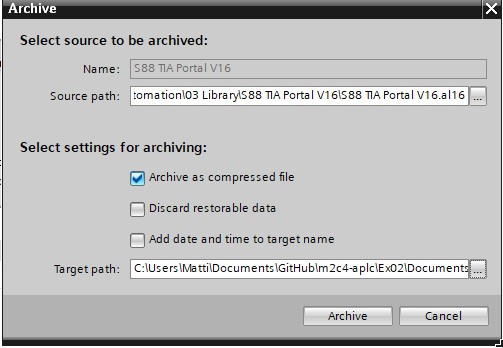 Archive
Select source to be archived:
Name: S88 TIA Portal V16
Source path: tomation\03 Library\S88 TIA Portal V16\S88 TIA Portal V16.al16 ...
Select settings for archiving:
Archive as compressed file
Discard restorable data
Add date and time to target name
Target path: C:\Users\Matti\Documents\GitHub\m2c4-aplc\Ex02\Documents ...
Archive Cancel